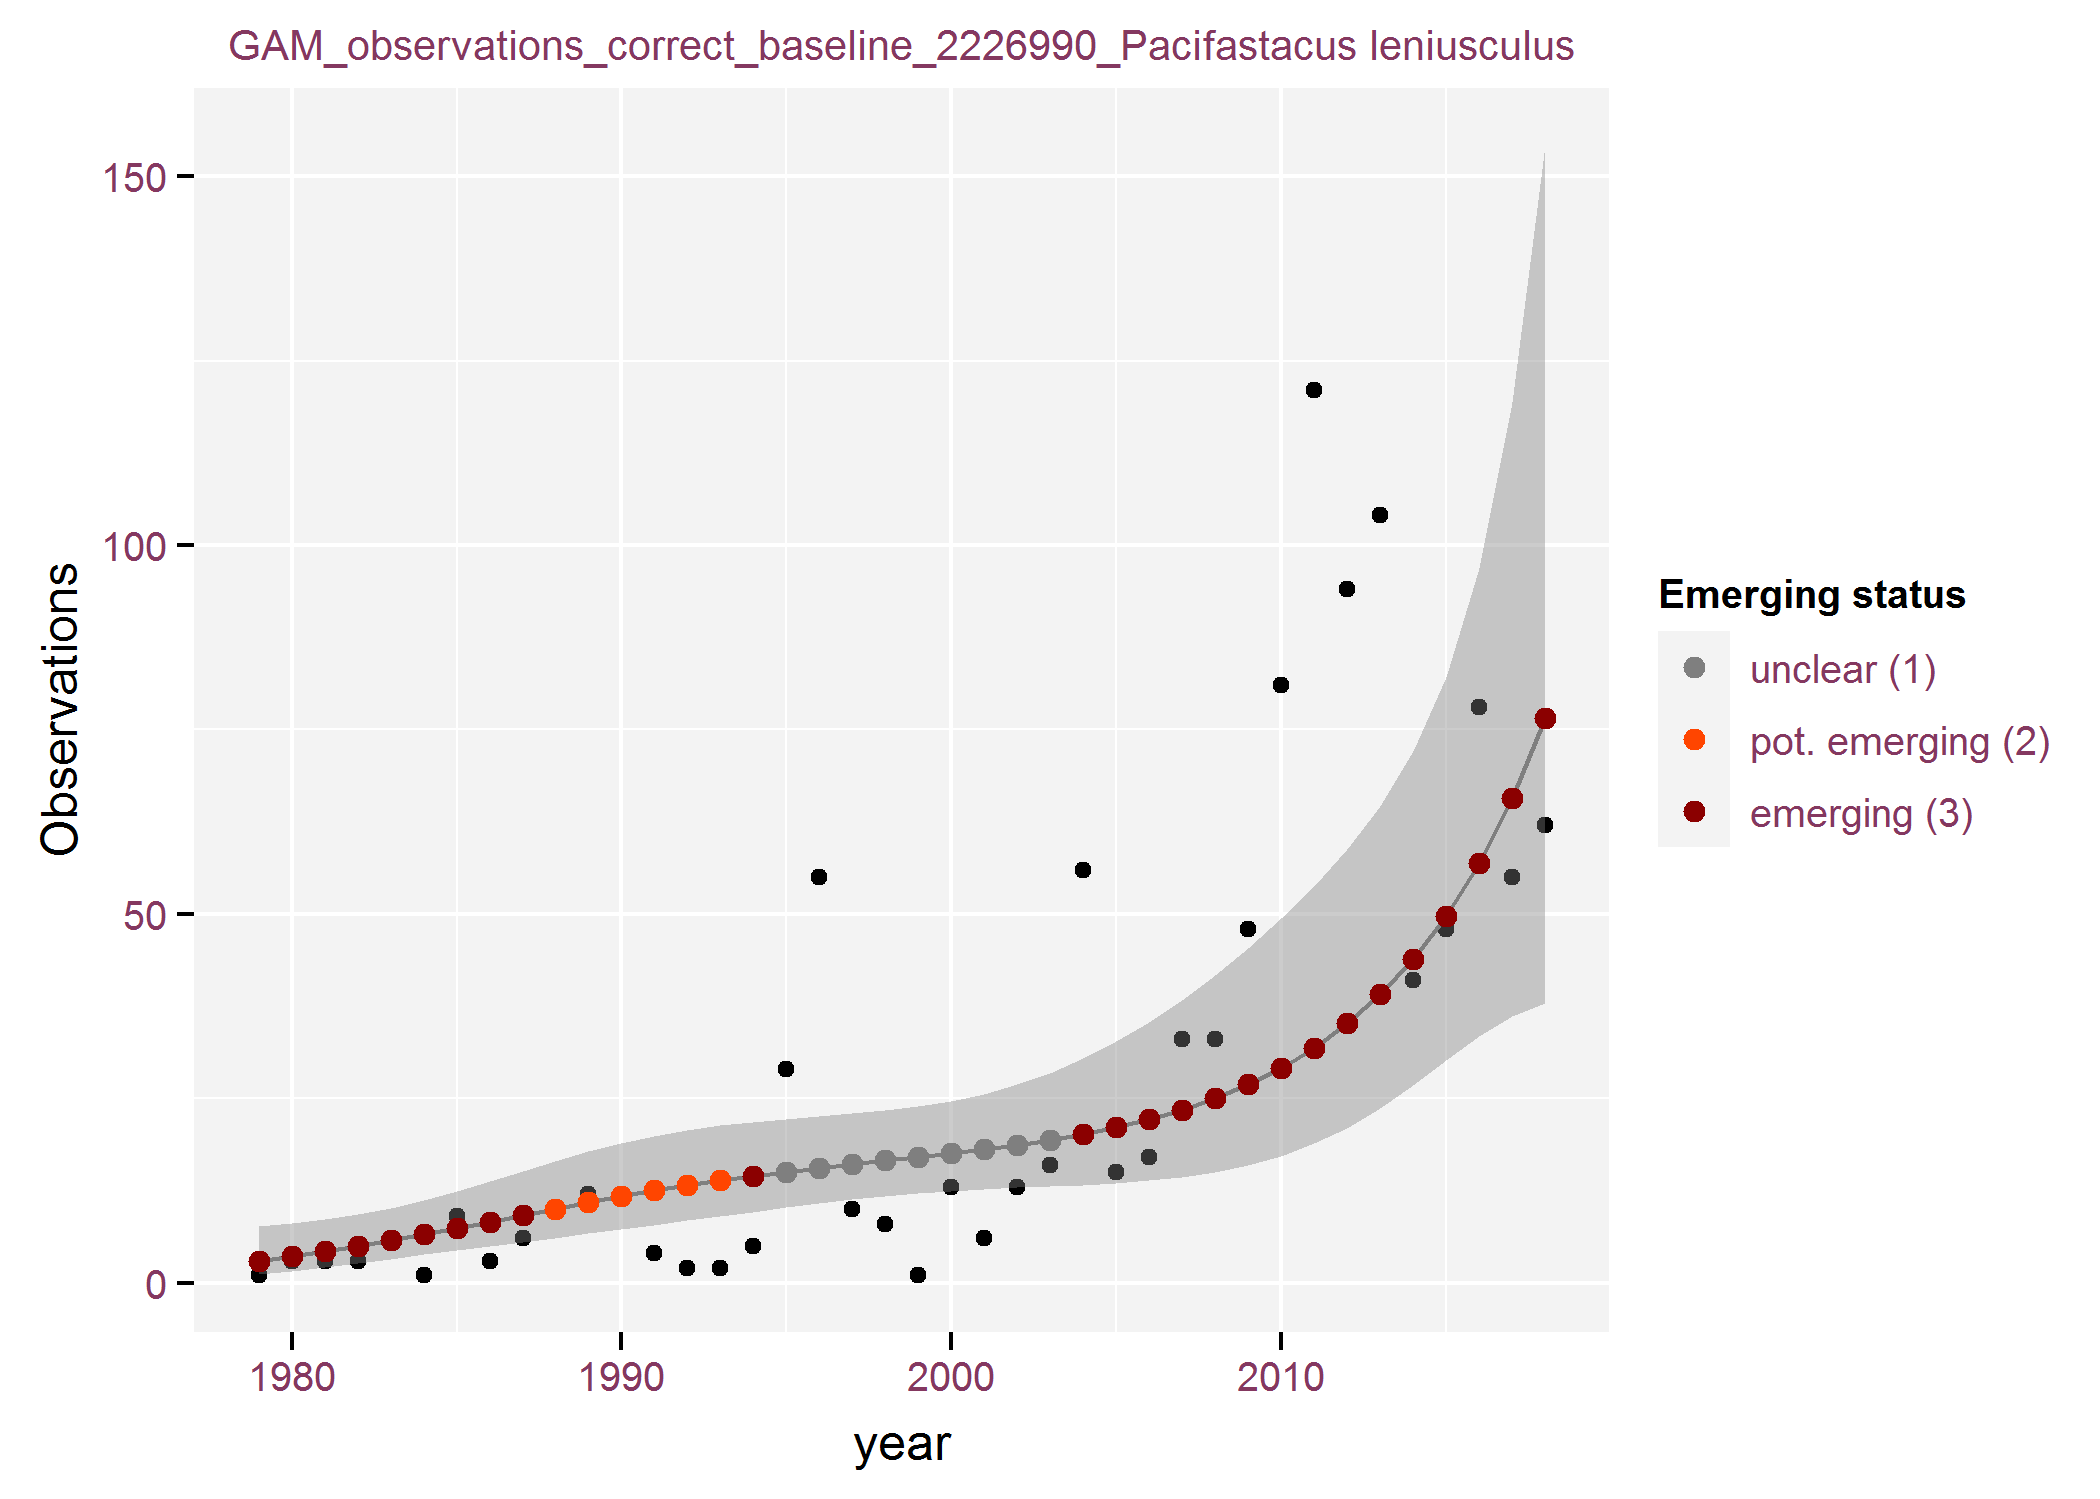 GAM_observations_correct_baseline_2226990_Pacifastacus leniusculus
150
100
50
0
Observations
1980 1990 2000 2010
year
Emerging status
unclear (1)
pot. emerging (2)
emerging (3)